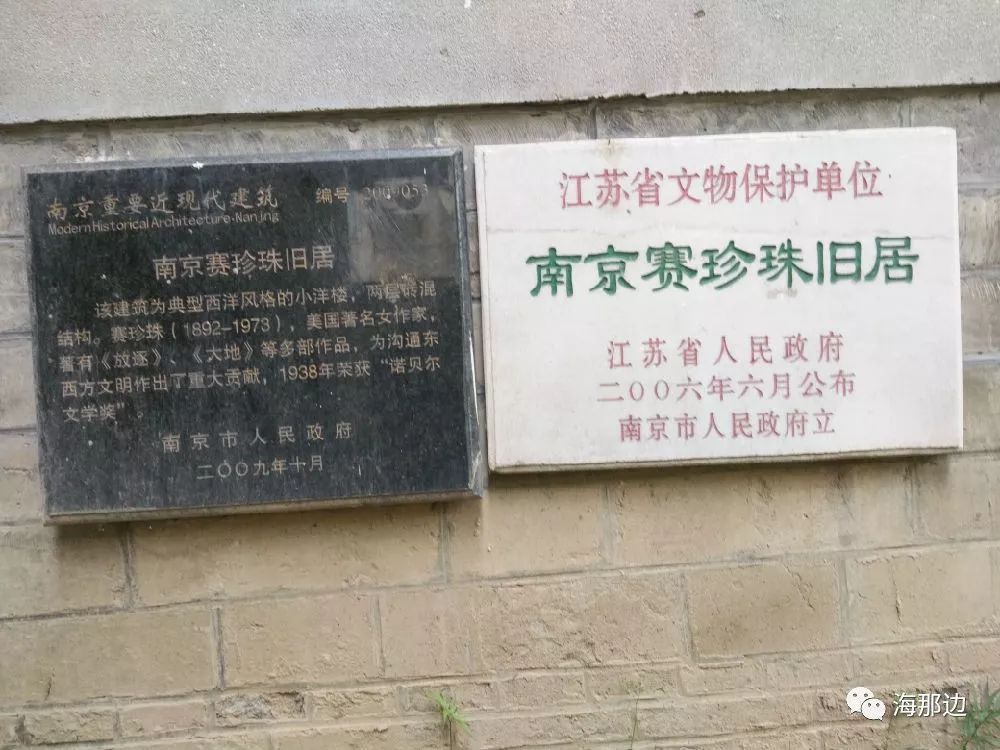 南京重要近现代建筑 编号 2009053
Modern Historical Architecture·Nanjing
南京赛珍珠旧居
该建筑为典型西洋风格的小洋楼，两层砖混
结构。赛珍珠（1892-1973），美国著名女作家，
著有《放逐》、《大地》等多部作品，为沟通东
西方文明作出了重大贡献，1938年荣获“诺贝尔
文学奖”。
南京市人民政府
二〇〇九年十月
江苏省文物保护单位
南京赛珍珠旧居
江苏省人民政府
二〇〇六年六月公布
南京市人民政府立
海那边